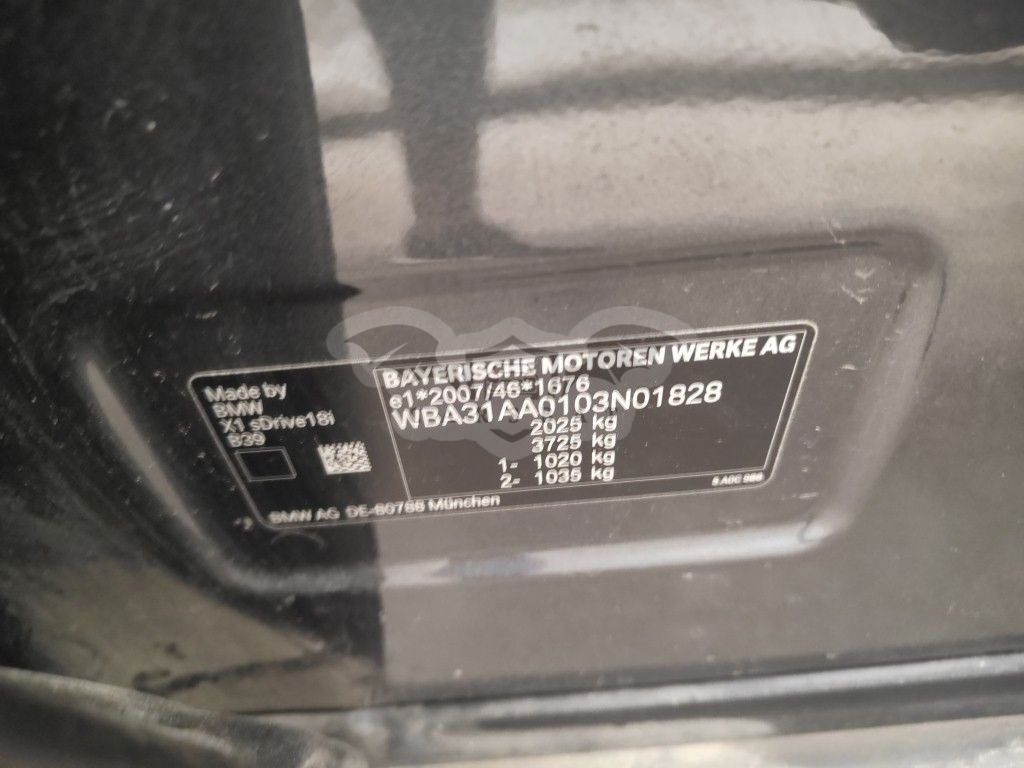 Made by
BMW
X1 sDrive18i
B39
BAYERISCHE MOTOREN WERKE AG
e1*2007/46*1676
WBA31AA0103N01828
2025 kg
3725 kg
1- 1020 kg
2- 1035 kg
BMW AG DE-80788 München